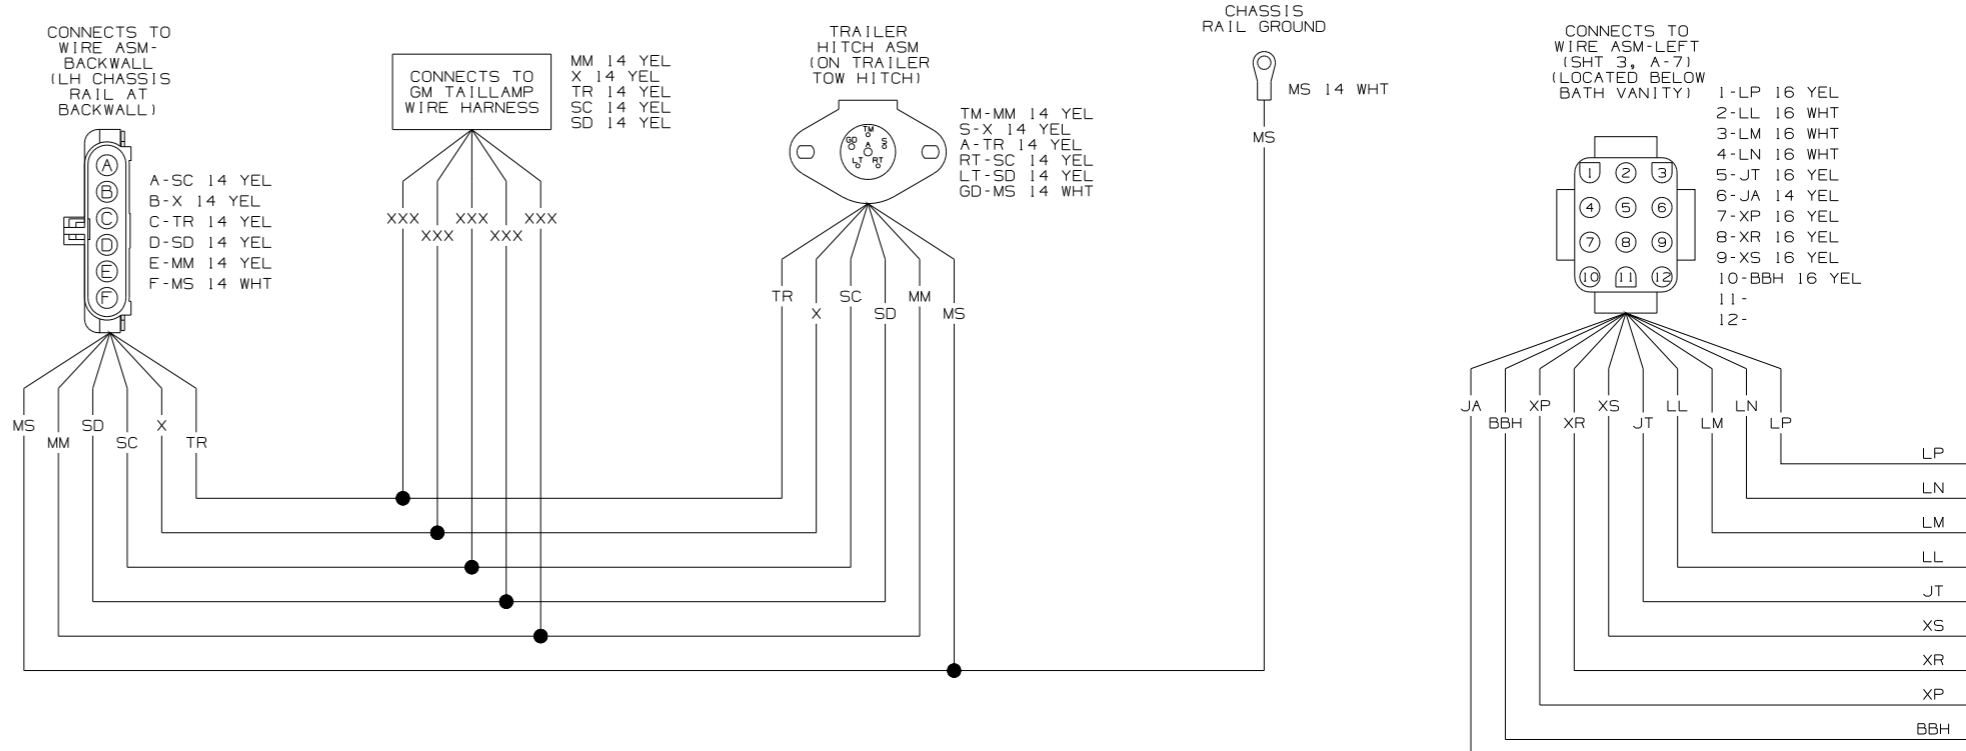 CONNECTS TO
WIRE ASM-
BACKWALL
(LH CHASSIS
RAIL AT
BACKWALL)
A
B
C
D
E
F
A-SC 14 YEL
B-X 14 YEL
C-TR 14 YEL
D-SD 14 YEL
E-MM 14 YEL
F-MS 14 WHT
MS
MM
SD
SC
X
TR
CONNECTS TO
GM TAILLAMP
WIRE HARNESS
MM 14 YEL
X 14 YEL
TR 14 YEL
SC 14 YEL
SD 14 YEL
XXX
XXX
XXX
XXX
XXX
TRAILER
HITCH ASM
(ON TRAILER
TOW HITCH)
TM
GD
A
S
LT
RT
TM-MM 14 YEL
S-X 14 YEL
A-TR 14 YEL
RT-SC 14 YEL
LT-SD 14 YEL
GD-MS 14 WHT
TR
X
SC
SD
MM
MS
CHASSIS
RAIL GROUND
MS 14 WHT
MS
CONNECTS TO
WIRE ASM-LEFT
(SHT 3, A-7)
(LOCATED BELOW
BATH VANITY)
1 2 3
4 5 6
7 8 9
10 11 12
1-LP 16 YEL
2-LL 16 WHT
3-LM 16 WHT
4-LN 16 WHT
5-JT 16 YEL
6-JA 14 YEL
7-XP 16 YEL
8-XR 16 YEL
9-XS 16 YEL
10-BBH 16 YEL
11-
12-
JA
BBH
XP
XR
XS
JT
LL
LM
LN
LP
LP
LN
LM
LL
JT
XS
XR
XP
BBH